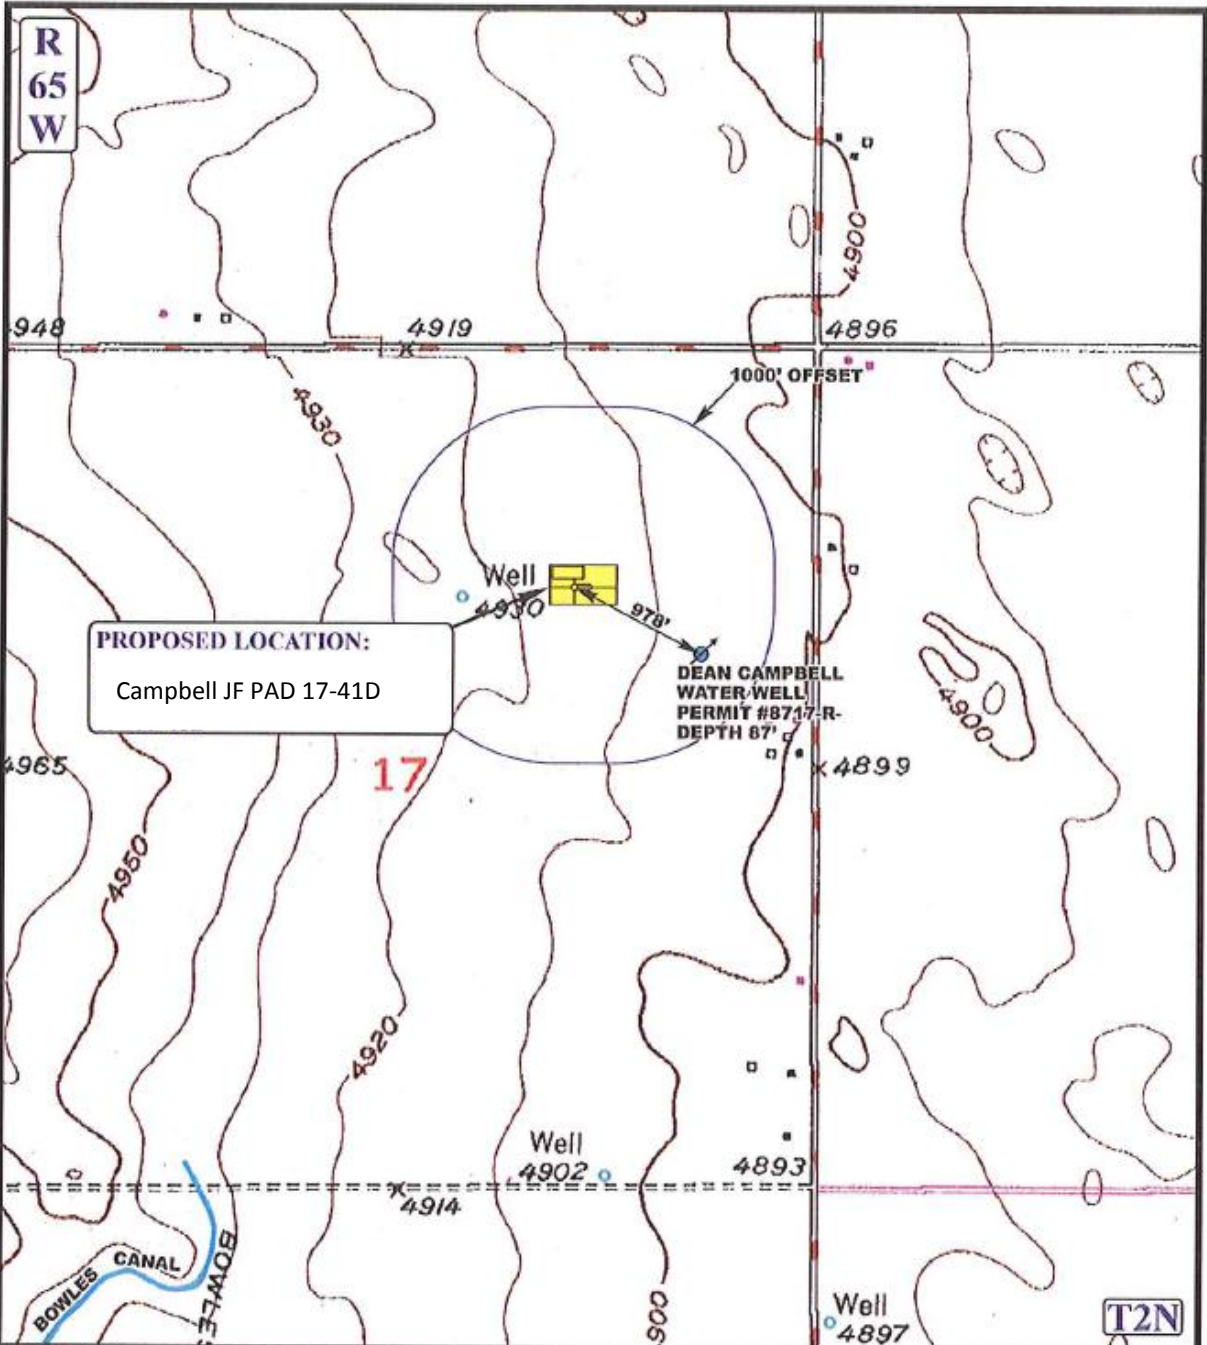 R
65
W
4900
4948
4919
4896
1000' OFFSET
4930
Well
4930
978'
PROPOSED LOCATION:
Campbell JF PAD 17-41D
DEAN CAMPBELL
WATER WELL
PERMIT #8717-R-
DEPTH 87'
4900
4965
17
4899
4950
4920
Well
4902
4893
4914
BOWLES CANAL
BOWLES
900
Well
4897
T2N